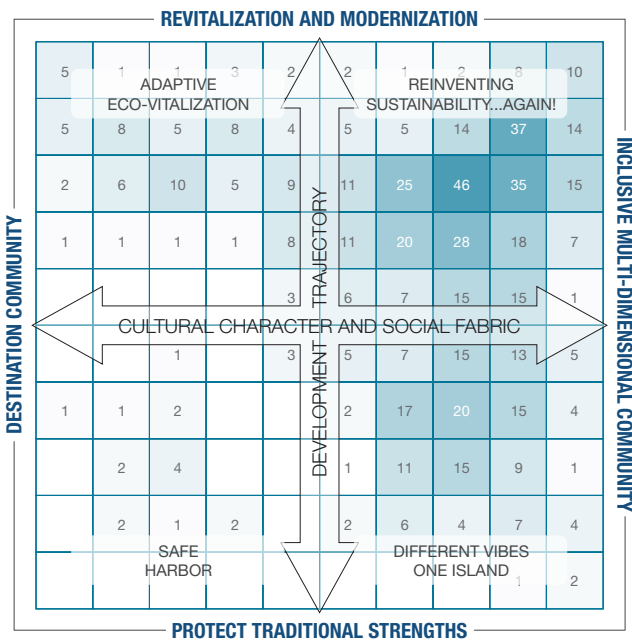 REVITALIZATION AND MODERNIZATION
5 1 1 3 2 2 1 2 8 10
ADAPTIVE
ECO-VITALIZATION
REINVENTING
SUSTAINABILITY...AGAIN!
5 8 5 8 4 5 5 14 37 14
2 6 10 5 9 11 25 46 35 15
1 1 1 1 8 11 20 28 18 7
3 6 7 15 15 1
CULTURAL CHARACTER AND SOCIAL FABRIC
DEVELOPMENT TRAJECTORY
1 3 5 7 15 13 5
1 1 2 2 17 20 15 4
2 4 1 11 15 9 1
2 1 2 2 6 4 7 4
SAFE
HARBOR
DIFFERENT VIBES
ONE ISLAND
1 2
DESTINATION COMMUNITY
INCLUSIVE MULTI-DIMENSIONAL COMMUNITY
PROTECT TRADITIONAL STRENGTHS